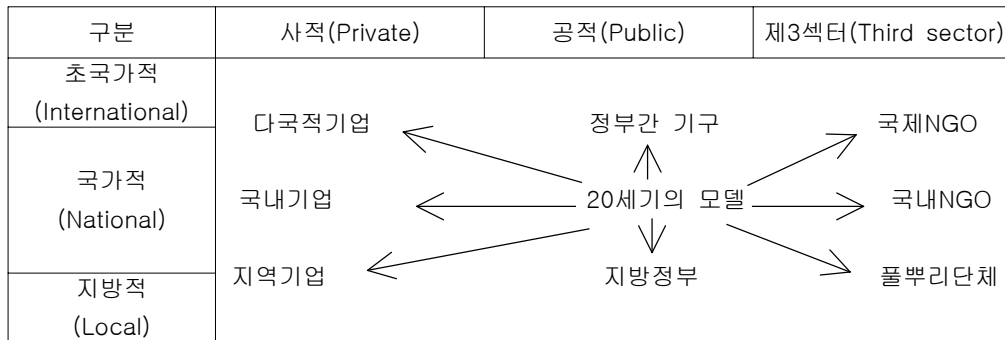 구분 사적(Private) 공적(Public) 제3섹터(Third sector)
초국가적
(International)
다국적기업 정부간 기구 국제NGO
국가적
(National)
국내기업 20세기의 모델 국내NGO
지역기업 지방정부 풀뿌리단체
지방적
(Local)